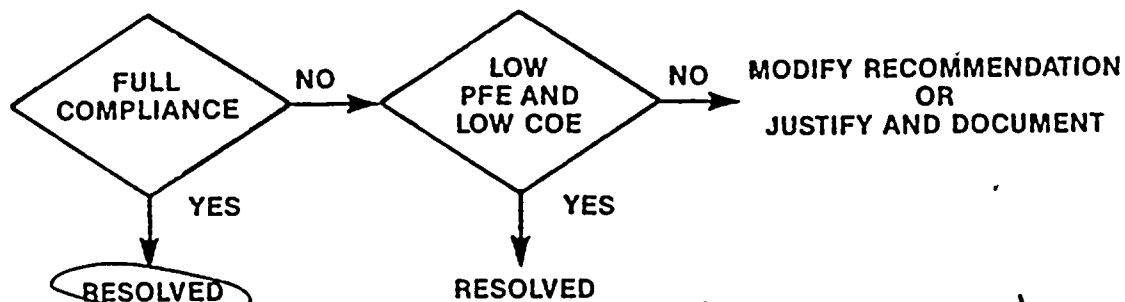 FULL
COMPLIANCE
NO
LOW
PFE AND
LOW COE
NO
MODIFY RECOMMENDATION
OR
JUSTIFY AND DOCUMENT
YES
YES
RESOLVED
RESOLVED